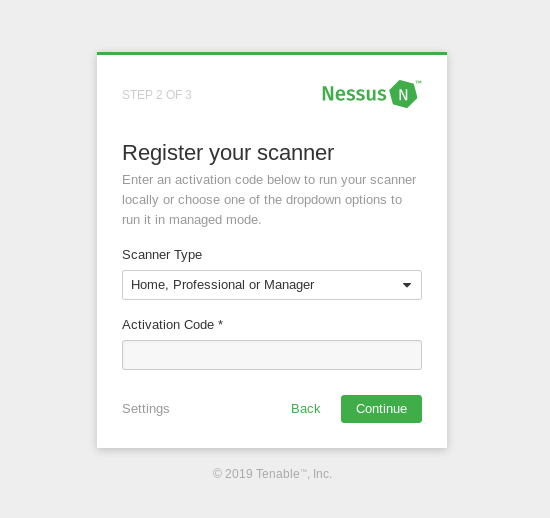 STEP 2 OF 3
Nessus N™
Register your scanner
Enter an activation code below to run your scanner
locally or choose one of the dropdown options to
run it in managed mode.
Scanner Type
Home, Professional or Manager
Activation Code *
Settings
Back
Continue
© 2019 Tenable™, Inc.